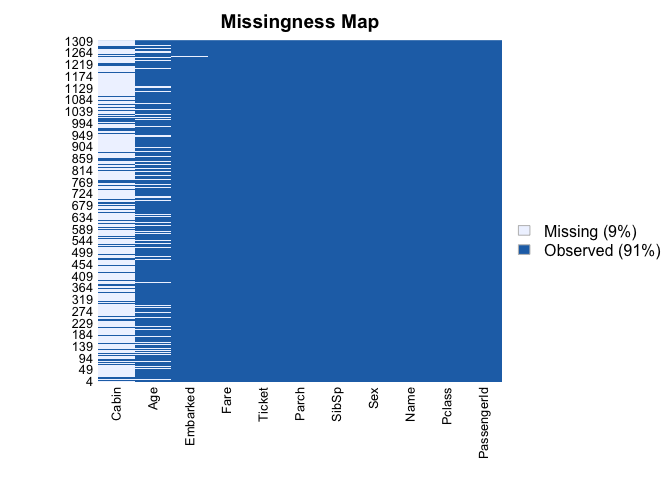 Missingness Map
1309
1264
1219
1174
1129
1084
1039
994
949
904
859
814
769
724
679
634
589
544
499
454
409
364
319
274
229
184
139
94
49
4
Missing (9%)
Observed (91%)
Cabin
Age
Embarked
Fare
Ticket
Parch
SibSp
Sex
Name
Pclass
PassengerId